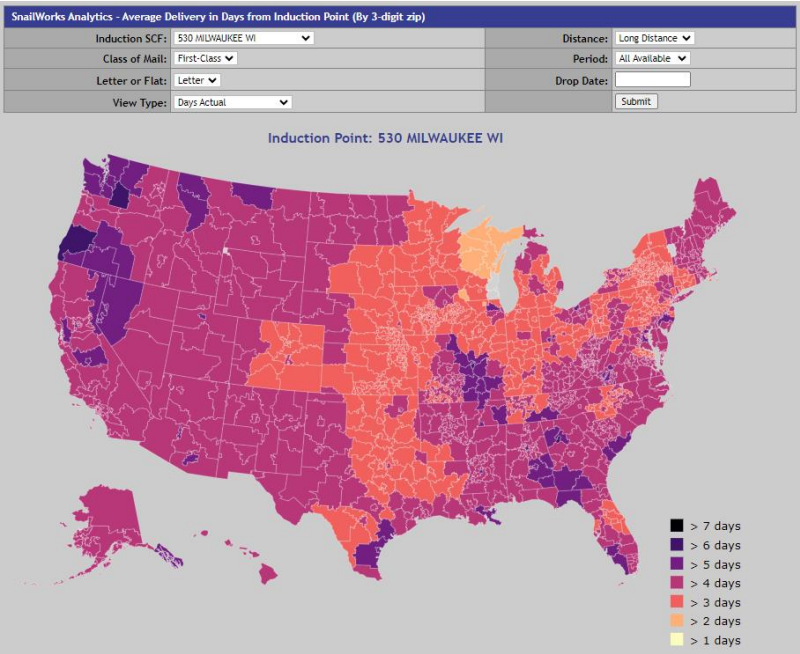 SnailWorks Analytics - Average Delivery in Days from Induction Point (By 3-digit zip)
Induction SCF: 530 MILWAUKEE WI Distance: Long Distance
Class of Mail: First-Class Period: All Available
Letter or Flat: Letter Drop Date:
View Type: Days Actual Submit
Induction Point: 530 MILWAUKEE WI
> 7 days
> 6 days
> 5 days
> 4 days
> 3 days
> 2 days
> 1 days